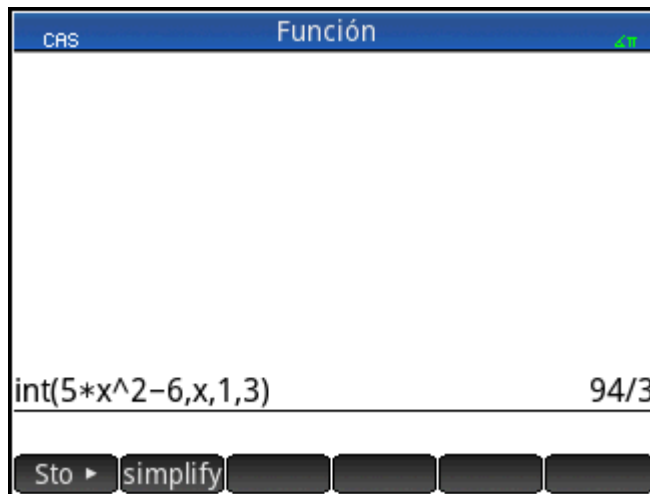 CAS Función ∡π
int(5*x^2-6,x,1,3) 94/3
Sto ▸ simplify